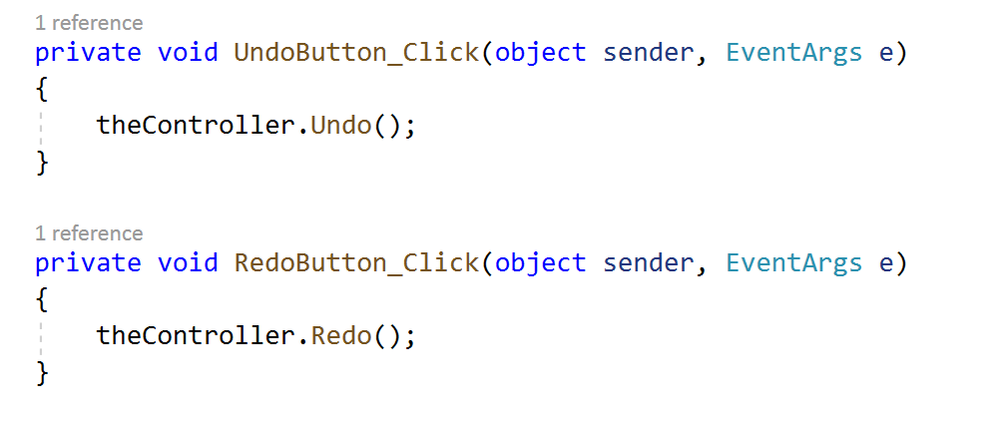 1 reference
private void UndoButton_Click(object sender, EventArgs e)
{
theController.Undo();
}
1 reference
private void RedoButton_Click(object sender, EventArgs e)
{
theController.Redo();
}